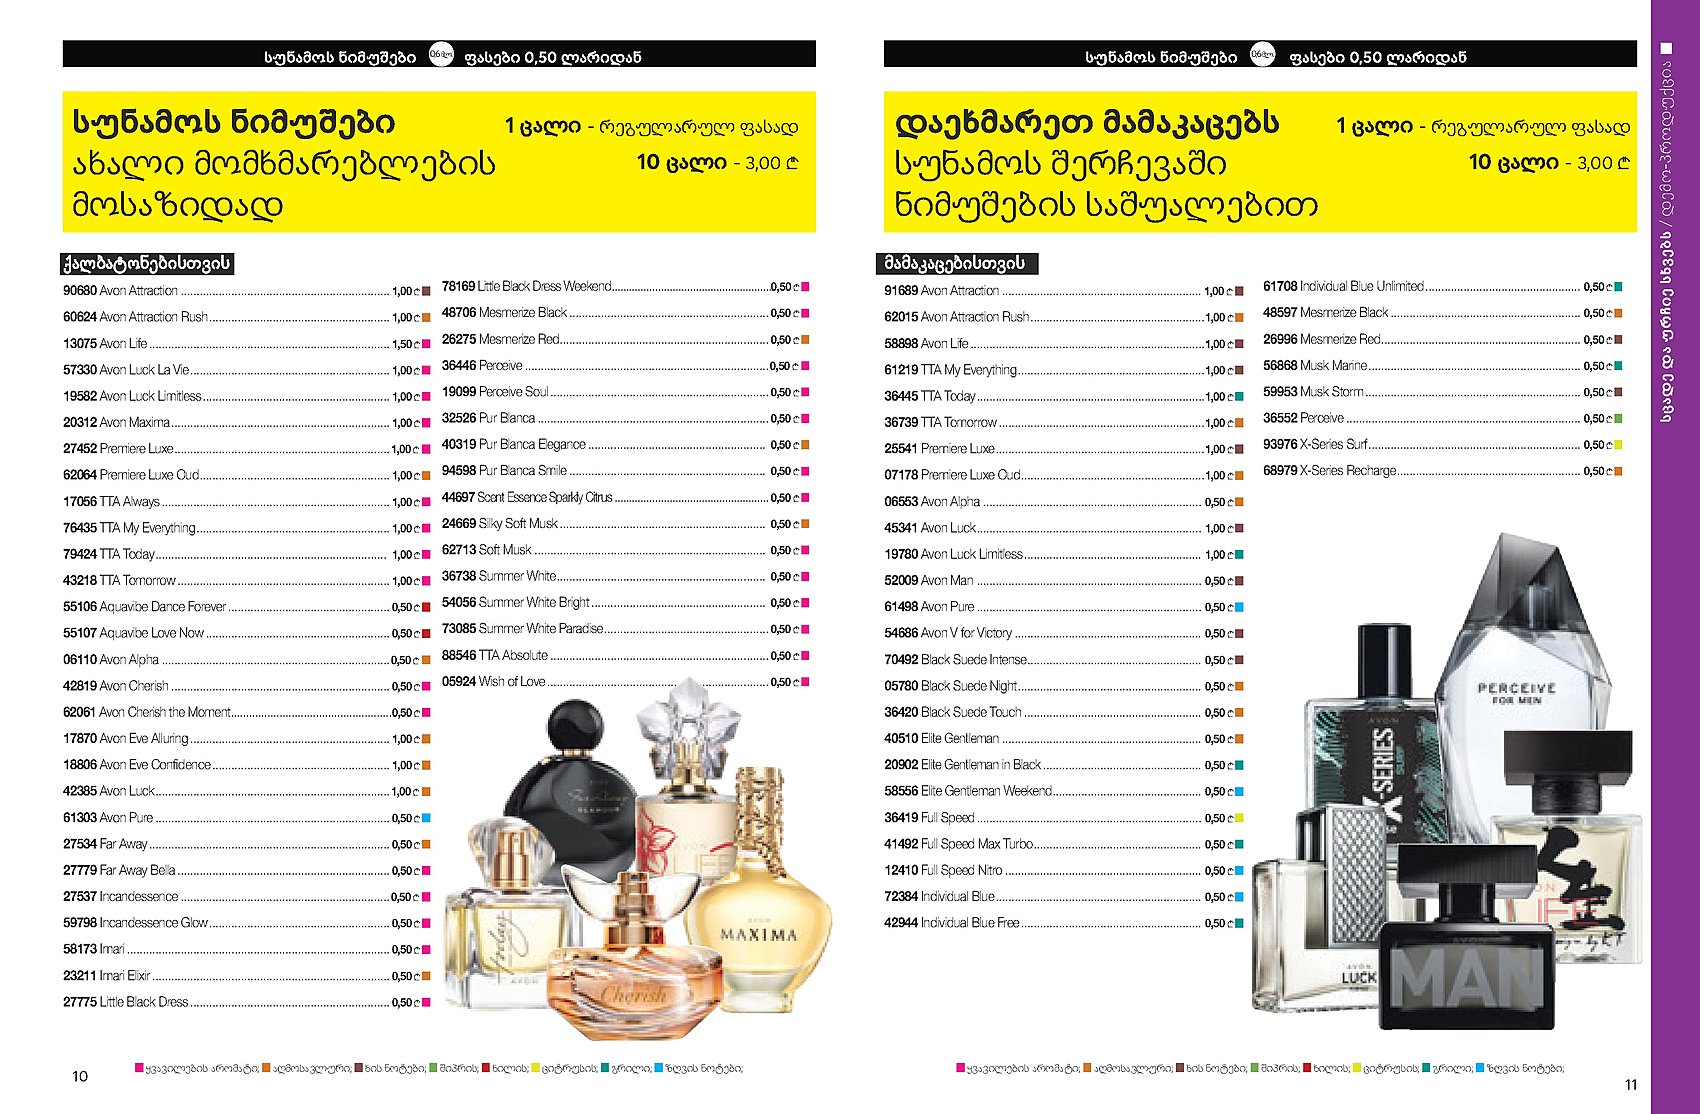 სუნამოს ნიმუშები 0.6მლ ფასები 0,50 ლარიდან
სუნამოს ნიმუშები
ახალი მომხმარებლების
მოსაზიდად
1 ცალი - რეგულარულ ფასად
10 ცალი - 3,00 ₾
ქალბატონებისთვის
90680 Avon Attraction 1,00 ₾
60624 Avon Attraction Rush 1,00 ₾
13075 Avon Life 1,50 ₾
57330 Avon Luck La Vie 1,00 ₾
19582 Avon Luck Limitless 1,00 ₾
20312 Avon Maxima 1,00 ₾
27452 Premiere Luxe 1,00 ₾
62064 Premiere Luxe Oud 1,00 ₾
17056 TTA Always 1,00 ₾
76435 TTA My Everything 1,00 ₾
79424 TTA Today 1,00 ₾
43218 TTA Tomorrow 1,00 ₾
55106 Aquavibe Dance Forever 0,50 ₾
55107 Aquavibe Love Now 0,50 ₾
06110 Avon Alpha 0,50 ₾
42819 Avon Cherish 0,50 ₾
62061 Avon Cherish the Moment 0,50 ₾
17870 Avon Eve Alluring 1,00 ₾
18806 Avon Eve Confidence 1,00 ₾
42385 Avon Luck 1,00 ₾
61303 Avon Pure 0,50 ₾
27534 Far Away 0,50 ₾
27779 Far Away Bella 0,50 ₾
27537 Incandessence 0,50 ₾
59798 Incandessence Glow 0,50 ₾
58173 Imari 0,50 ₾
23211 Imari Elixir 0,50 ₾
27775 Little Black Dress 0,50 ₾
78169 Little Black Dress Weekend 0,50 ₾
48706 Mesmerize Black 0,50 ₾
26275 Mesmerize Red 0,50 ₾
36446 Perceive 0,50 ₾
19099 Perceive Soul 0,50 ₾
32526 Pur Blanca 0,50 ₾
40319 Pur Blanca Elegance 0,50 ₾
94598 Pur Blanca Smile 0,50 ₾
44697 Scent Essence Sparkly Citrus 0,50 ₾
24669 Silky Soft Musk 0,50 ₾
62713 Soft Musk 0,50 ₾
36738 Summer White 0,50 ₾
54056 Summer White Bright 0,50 ₾
73085 Summer White Paradise 0,50 ₾
88546 TTA Absolute 0,50 ₾
05924 Wish of Love 0,50 ₾
Today
AVON
Cherish
MAXIMA
ყვავილების არომატი; აღმოსავლური; ხის ნოტები; შიპრის; ხილის; ციტრუსის; გრილი; ზღვის ნოტები;
10
სუნამოს ნიმუშები 0.6მლ ფასები 0,50 ლარიდან
დაეხმარეთ მამაკაცებს
სუნამოს შერჩევაში
ნიმუშების საშუალებით
1 ცალი - რეგულარულ ფასად
10 ცალი - 3,00 ₾
მამაკაცებისთვის
91689 Avon Attraction 1,00 ₾
62015 Avon Attraction Rush 1,00 ₾
58898 Avon Life 1,00 ₾
61219 TTA My Everything 1,00 ₾
36445 TTA Today 1,00 ₾
36739 TTA Tomorrow 1,00 ₾
25541 Premiere Luxe 1,00 ₾
07178 Premiere Luxe Oud 1,00 ₾
06553 Avon Alpha 0,50 ₾
45341 Avon Luck 1,00 ₾
19780 Avon Luck Limitless 1,00 ₾
52009 Avon Man 0,50 ₾
61498 Avon Pure 0,50 ₾
54686 Avon V for Victory 0,50 ₾
70492 Black Suede Intense 0,50 ₾
05780 Black Suede Night 0,50 ₾
36420 Black Suede Touch 0,50 ₾
40510 Elite Gentleman 0,50 ₾
20902 Elite Gentleman in Black 0,50 ₾
58556 Elite Gentleman Weekend 0,50 ₾
36419 Full Speed 0,50 ₾
41492 Full Speed Max Turbo 0,50 ₾
12410 Full Speed Nitro 0,50 ₾
72384 Individual Blue 0,50 ₾
42944 Individual Blue Free 0,50 ₾
61708 Individual Blue Unlimited 0,50 ₾
48597 Mesmerize Black 0,50 ₾
26996 Mesmerize Red 0,50 ₾
56868 Musk Marine 0,50 ₾
59953 Musk Storm 0,50 ₾
36552 Perceive 0,50 ₾
93976 X-Series Surf 0,50 ₾
68979 X-Series Recharge 0,50 ₾
PERCEIVE
FOR MEN
AVON
X-SERIES
LIFE
by KT
AVON
LUCK
AVON
MAN
ყვავილების არომატი; აღმოსავლური; ხის ნოტები; შიპრის; ხილის; ციტრუსის; გრილი; ზღვის ნოტები;
11
სცადე და ურჩიე სხვებს / დემო-პროდუქცია